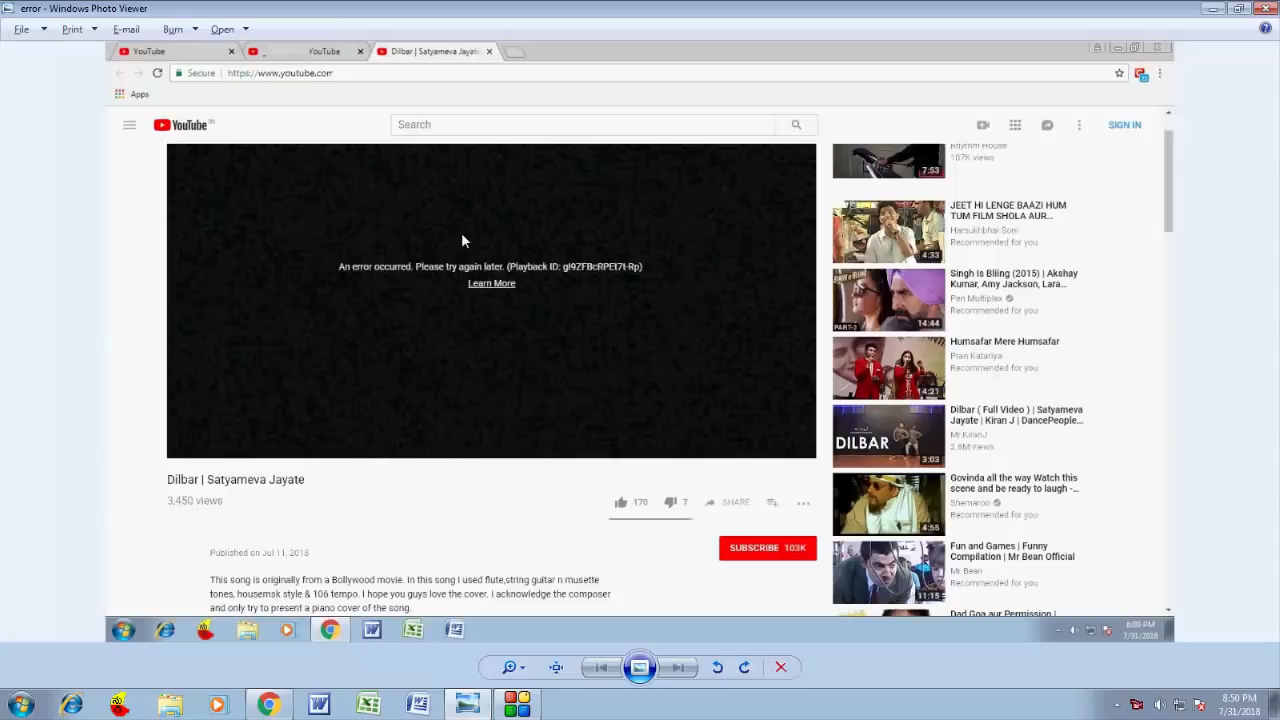 error - Windows Photo Viewer
File
Print
E-mail
Burn
Open
YouTube
YouTube
Dilbar | Satyameva Jayate
Secure
https://www.youtube.com
Apps
YouTube IN
Search
SIGN IN
An error occurred. Please try again later. (Playback ID: gI9ZFBcRPEt7t-Rp)
Learn More
Dilbar | Satyameva Jayate
3,450 views
170
7
SHARE
SUBSCRIBE 103K
Published on Jul 11, 2018
This song is originally from a Bollywood movie. In this song I used flute,string guitar n musette
tones, housemsk style & 106 tempo. I hope you guys love the cover. I acknowledge the composer
and only try to present a piano cover of the song.
Rhythm House
107K views
7:53
JEET HI LENGE BAAZI HUM
TUM FILM SHOLA AUR...
Harsukhbhai Soni
Recommended for you
4:33
Singh Is Bliing (2015) | Akshay
Kumar, Amy Jackson, Lara...
Pen Multiplex
Recommended for you
PART-3
14:44
Humsafar Mere Humsafar
Pran Katariya
Recommended for you
14:21
Dilbar ( Full Video ) | Satyameva
Jayate | Kiran J | DancePeople...
Mr.KiranJ
2.8M views
DILBAR
3:03
Govinda all the way Watch this
scene and be ready to laugh -...
Shemaroo
Recommended for you
4:55
Fun and Games | Funny
Compilation | Mr Bean Official
Mr Bean
Recommended for you
11:15
Dad Goa aur Permission |
6:00 PM
7/31/2018
8:50 PM
7/31/2018